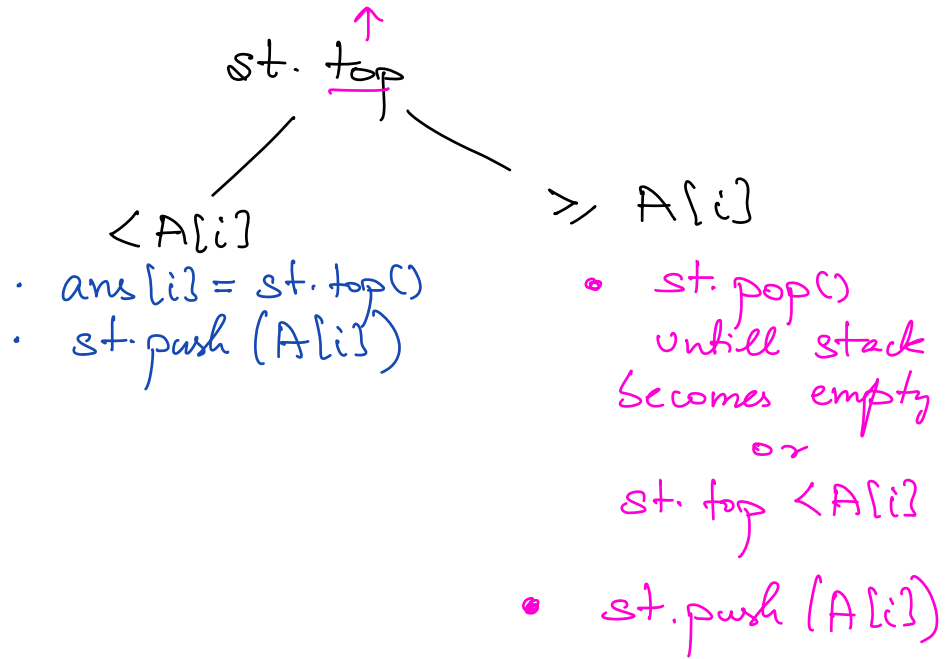 st. top
< A[i]
• ans[i] = st.top()
• st.push (A[i])
>= A[i]
• st.pop()
untill stack
becomes empty
or
st.top < A[i]
• st.push (A[i])